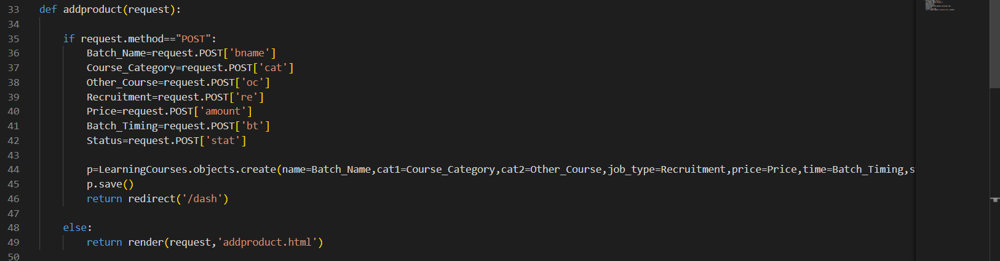 33 def addproduct(request):
34
35 if request.method=="POST":
36 Batch_Name=request.POST['bname']
37 Course_Category=request.POST['cat']
38 Other_Course=request.POST['oc']
39 Recruitment=request.POST['re']
40 Price=request.POST['amount']
41 Batch_Timing=request.POST['bt']
42 Status=request.POST['stat']
43
44 p=LearningCourses.objects.create(name=Batch_Name,cat1=Course_Category,cat2=Other_Course,job_type=Recruitment,price=Price,time=Batch_Timing,s
45 p.save()
46 return redirect('/dash')
47
48 else:
49 return render(request,'addproduct.html')
50